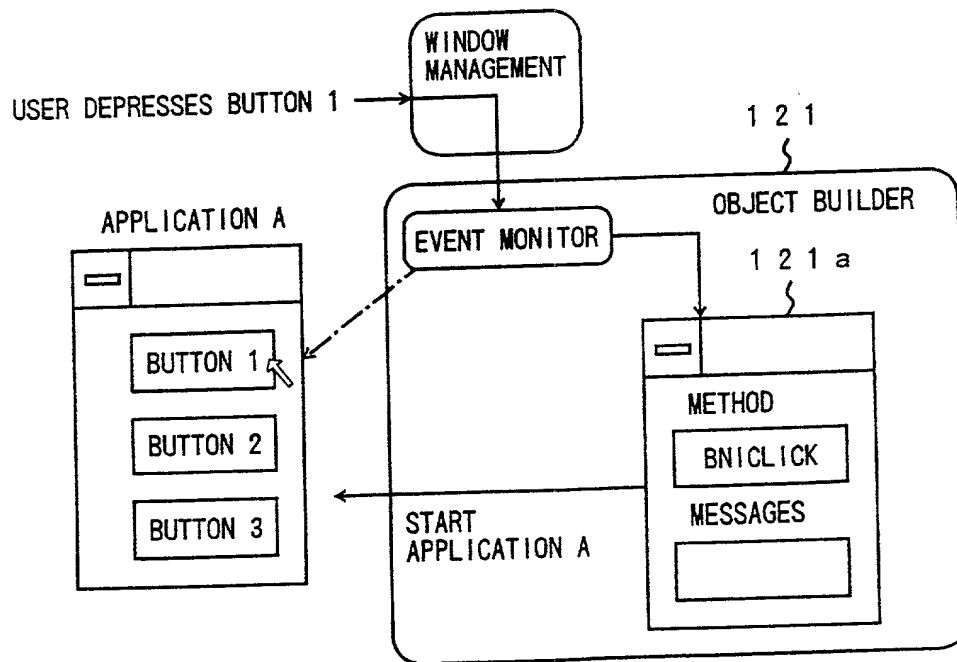 WINDOW
MANAGEMENT
USER DEPRESSES BUTTON 1
1 2 1
OBJECT BUILDER
APPLICATION A
EVENT MONITOR
1 2 1 a
BUTTON 1
METHOD
BUTTON 2
BNICLICK
MESSAGES
BUTTON 3
START
APPLICATION A